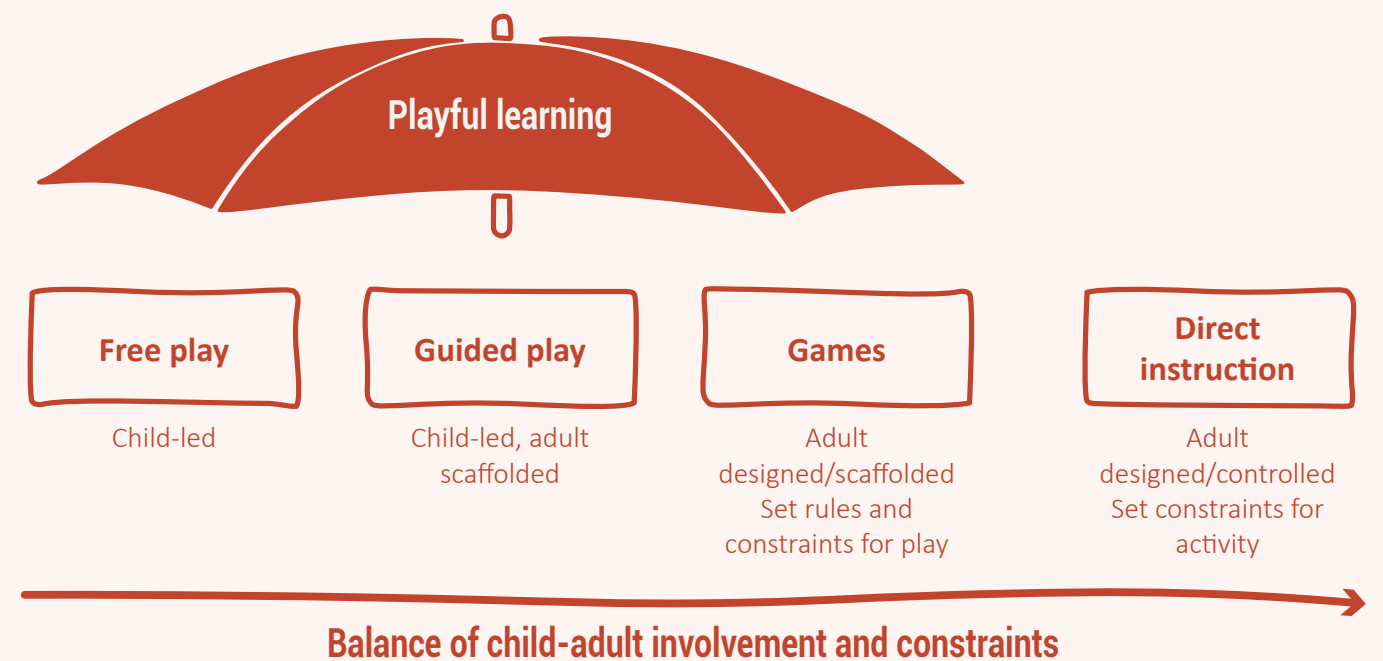 Playful learning
Free play
Child-led
Guided play
Child-led, adult
scaffolded
Games
Adult
designed/scaffolded
Set rules and
constraints for play
Direct
instruction
Adult
designed/controlled
Set constraints for
activity
Balance of child-adult involvement and constraints